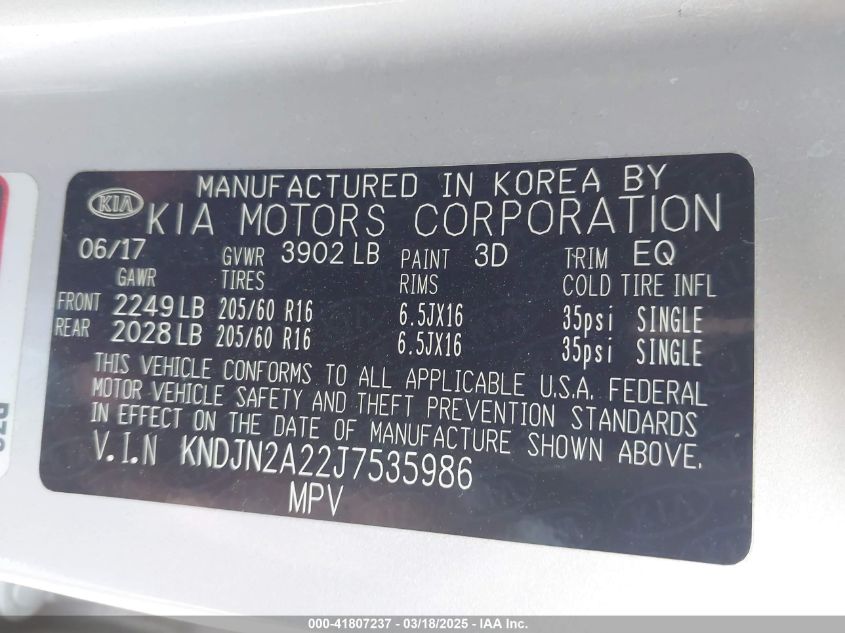 KIA
MANUFACTURED IN KOREA BY
KIA MOTORS CORPORATION
06/17 GVWR 3902 LB PAINT 3D TRIM EQ
GAWR TIRES RIMS COLD TIRE INFL
FRONT 2249 LB 205/60 R16 6.5JX16 35psi SINGLE
REAR 2028 LB 205/60 R16 6.5JX16 35psi SINGLE
THIS VEHICLE CONFORMS TO ALL APPLICABLE U.S.A. FEDERAL
MOTOR VEHICLE SAFETY AND THEFT PREVENTION STANDARDS
IN EFFECT ON THE DATE OF MANUFACTURE SHOWN ABOVE.
V.I.N KNDJN2A22J7535986
MPV
000-41807237 - 03/18/2025 - IAA Inc.